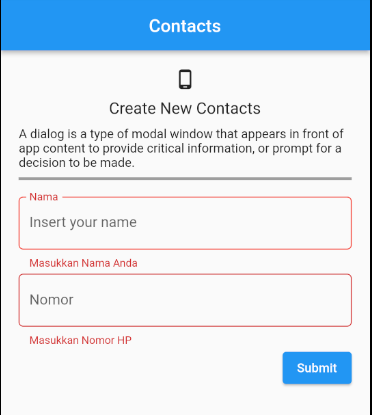 Contacts
Create New Contacts
A dialog is a type of modal window that appears in front of
app content to provide critical information, or prompt for a
decision to be made.
Nama
Insert your name
Masukkan Nama Anda
Nomor
Masukkan Nomor HP
Submit